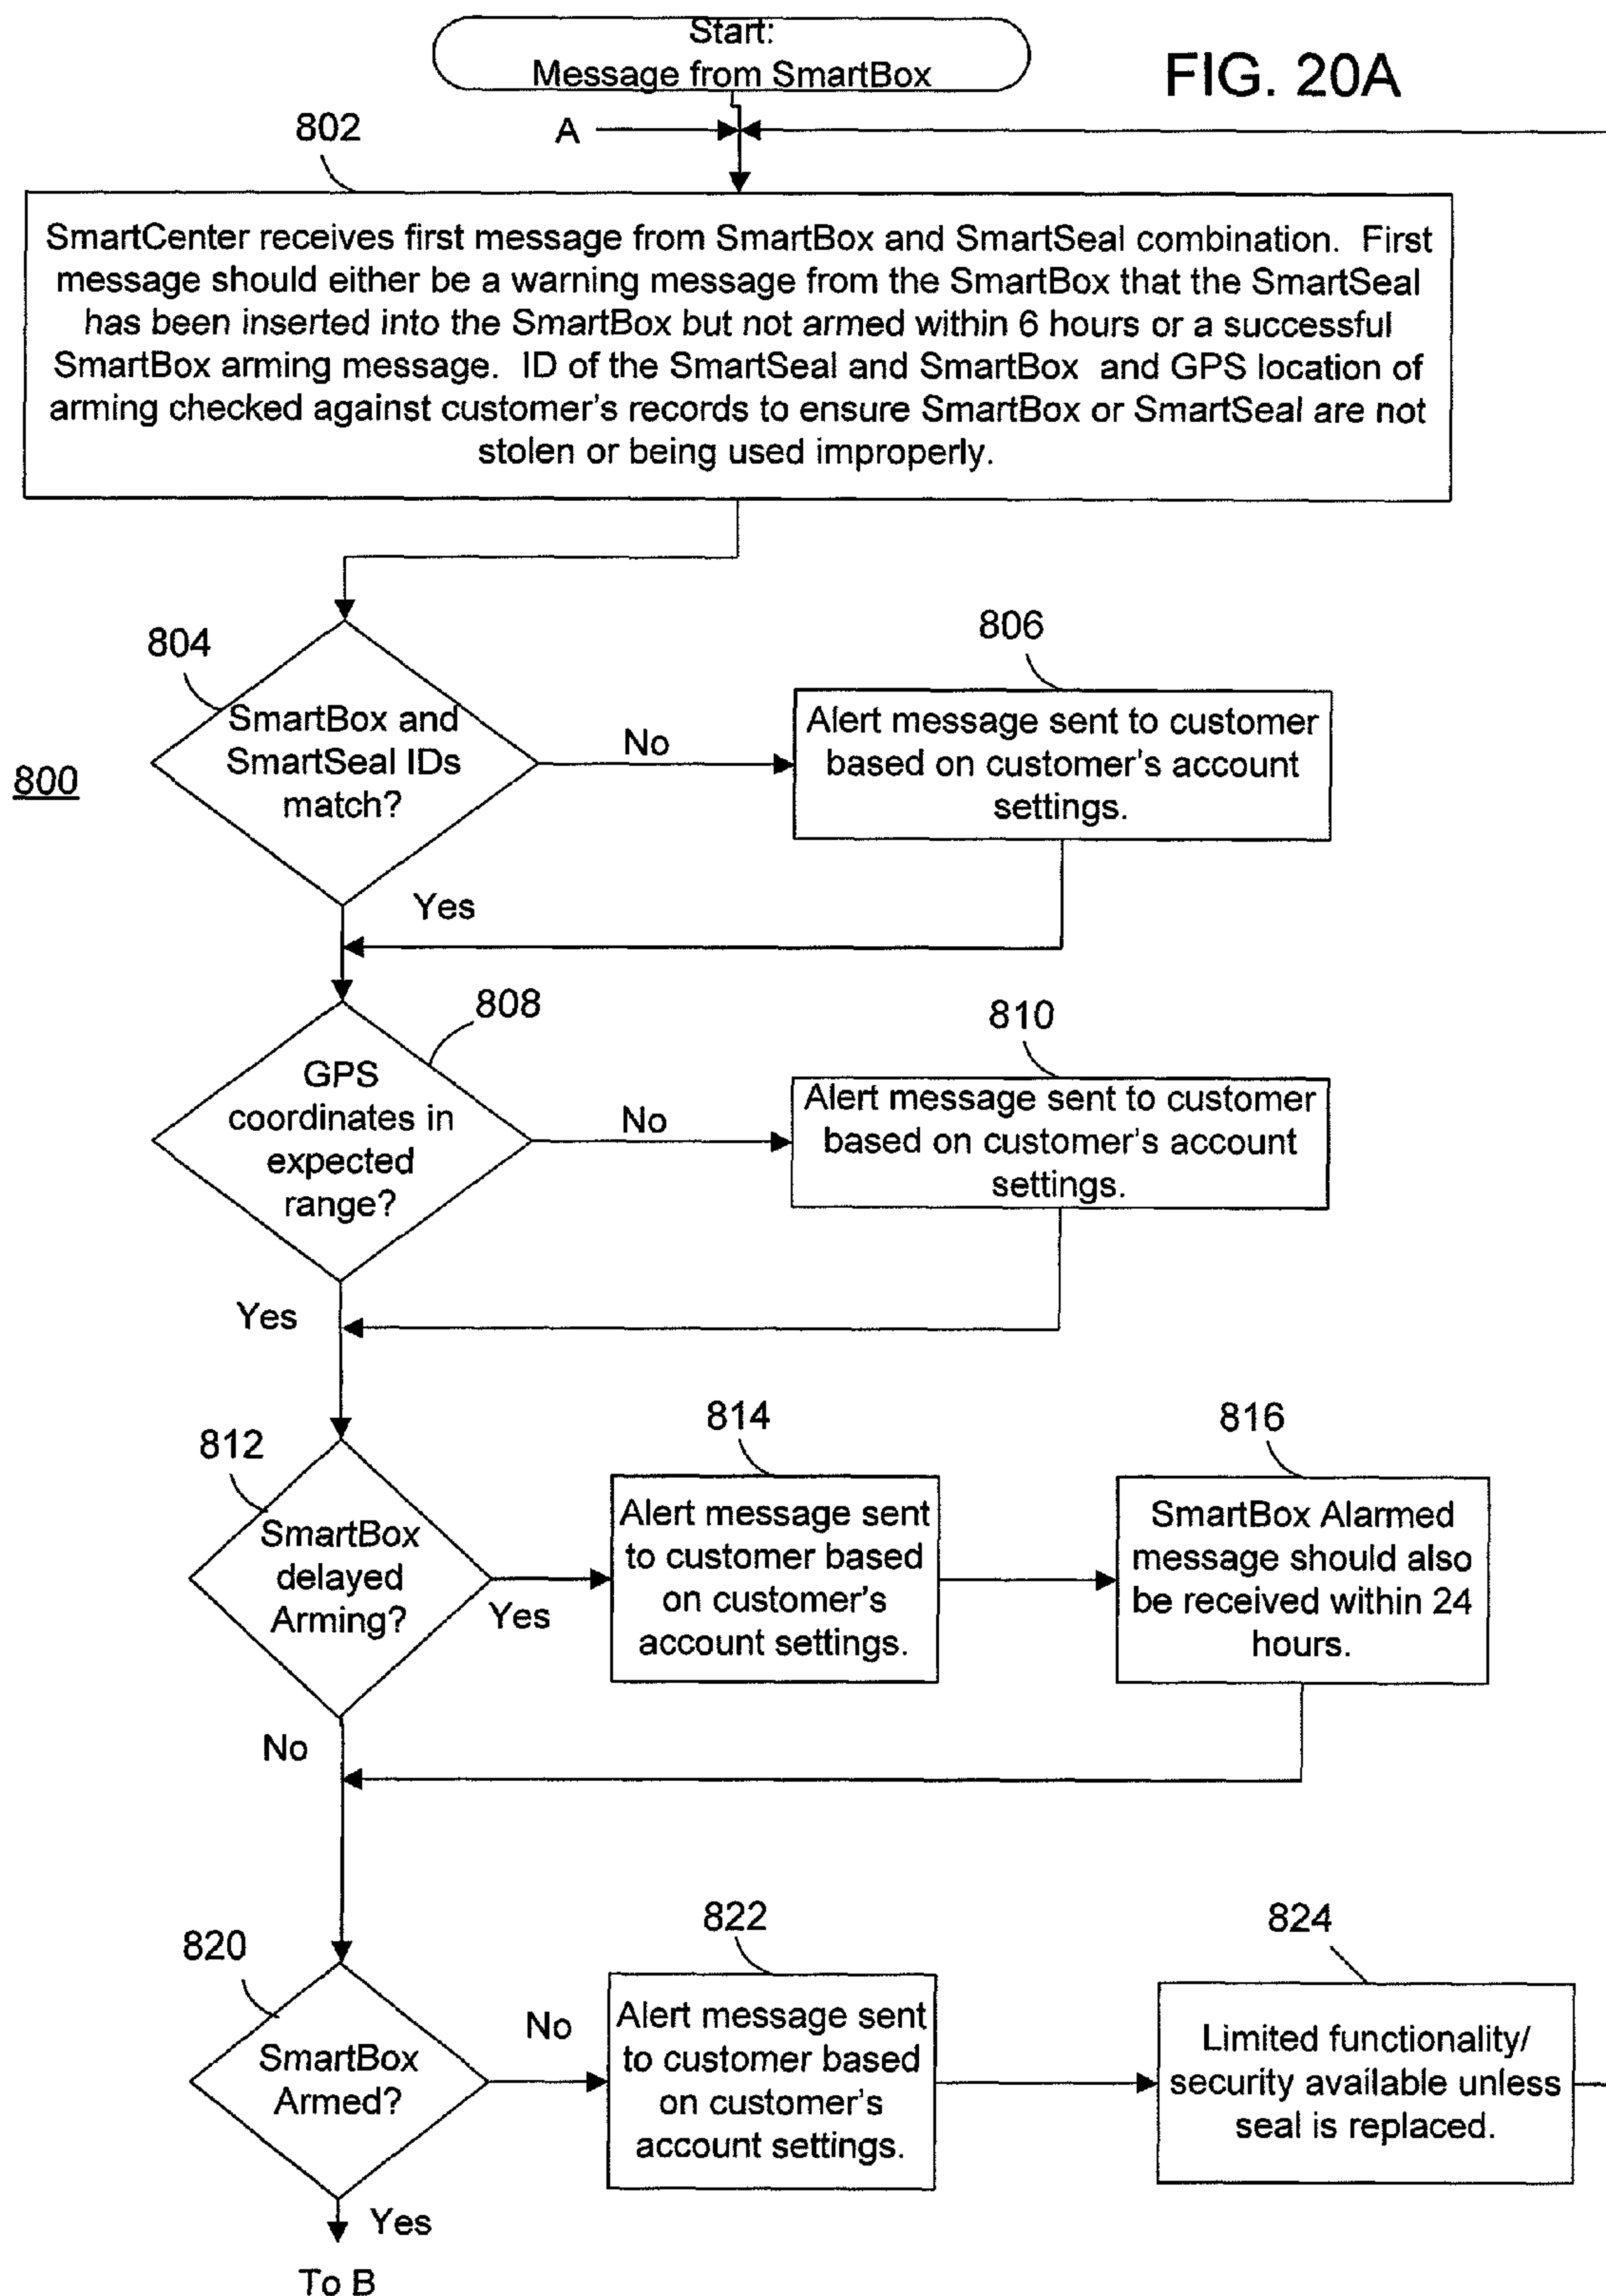 Start:
Message from SmartBox
FIG. 20A
A
802
SmartCenter receives first message from SmartBox and SmartSeal combination. First
message should either be a warning message from the SmartBox that the SmartSeal
has been inserted into the SmartBox but not armed within 6 hours or a successful
SmartBox arming message. ID of the SmartSeal and SmartBox and GPS location of
arming checked against customer's records to ensure SmartBox or SmartSeal are not
stolen or being used improperly.
800
804
SmartBox and
SmartSeal IDs
match?
No
806
Alert message sent to customer
based on customer's account
settings.
Yes
808
GPS
coordinates in
expected
range?
No
810
Alert message sent to customer
based on customer's account
settings.
Yes
812
SmartBox
delayed
Arming?
Yes
814
Alert message sent
to customer based
on customer's
account settings.
816
SmartBox Alarmed
message should also
be received within 24
hours.
No
820
SmartBox
Armed?
No
822
Alert message sent
to customer based
on customer's
account settings.
824
Limited functionality/
security available unless
seal is replaced.
Yes
To B